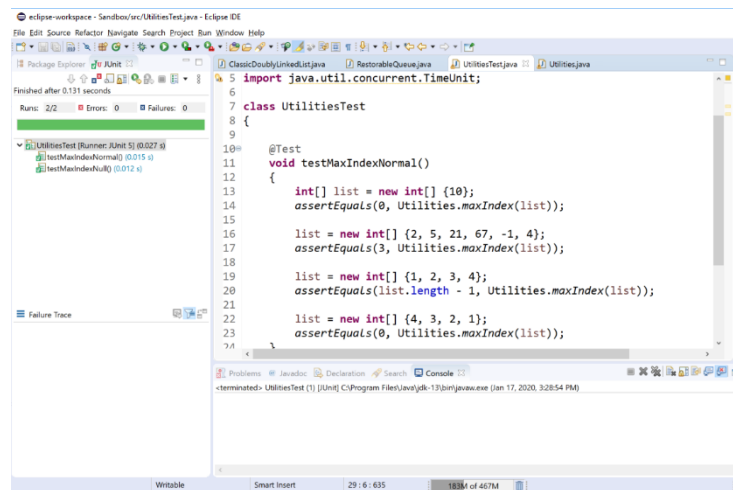 eclipse-workspace - Sandbox/src/UtilitiesTest.java - Eclipse IDE
File Edit Source Refactor Navigate Search Project Run Window Help
Package Explorer JUnit
Finished after 0.131 seconds
Runs: 2/2 Errors: 0 Failures: 0
UtilitiesTest [Runner: JUnit 5] (0.027 s)
testMaxIndexNormal() (0.015 s)
testMaxIndexNull() (0.012 s)
Failure Trace
ClassicDoublyLinkedList.java RestorableQueue.java UtilitiesTest.java Utilities.java
5 import java.util.concurrent.TimeUnit;
6
7 class UtilitiesTest
8 {
9
10 @Test
11 void testMaxIndexNormal()
12 {
13 int[] list = new int[] {10};
14 assertEquals(0, Utilities.maxIndex(list));
15
16 list = new int[] {2, 5, 21, 67, -1, 4};
17 assertEquals(3, Utilities.maxIndex(list));
18
19 list = new int[] {1, 2, 3, 4};
20 assertEquals(list.length - 1, Utilities.maxIndex(list));
21
22 list = new int[] {4, 3, 2, 1};
23 assertEquals(0, Utilities.maxIndex(list));
24 }
Problems Javadoc Declaration Search Console
<terminated> UtilitiesTest (1) [JUnit] C:\Program Files\Java\jdk-13\bin\javaw.exe (Jan 17, 2020, 3:28:54 PM)
Writable Smart Insert 29 : 6 : 635 183M of 467M